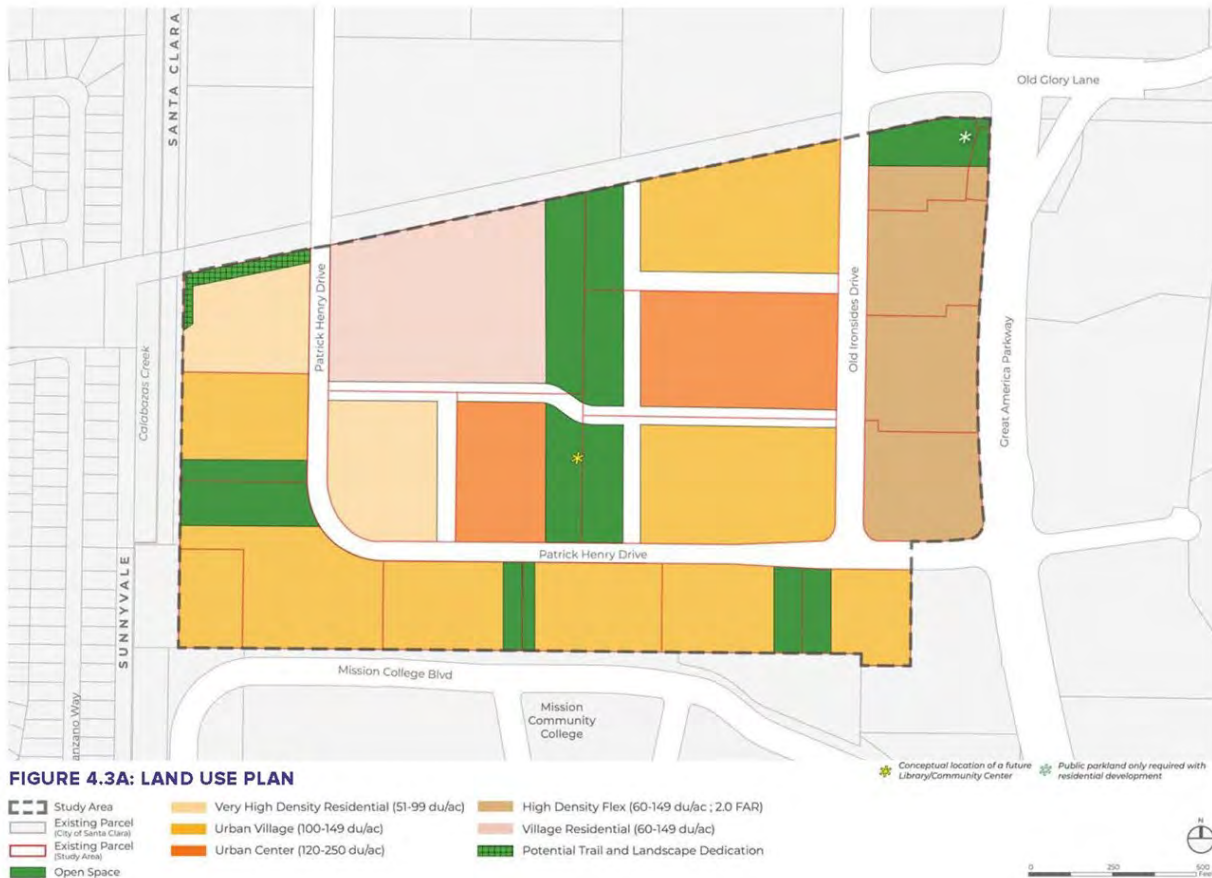 SANTA CLARA
Old Glory Lane
Patrick Henry Drive
Old Ironsides Drive
Great America Parkway
Calabazas Creek
Patrick Henry Drive
SUNNYVALE
Mission College Blvd
Mission
Community
College
anzano Way
Conceptual location of a future
Library/Community Center
Public parkland only required with
residential development
FIGURE 4.3A: LAND USE PLAN
Study Area
Existing Parcel
(City of Santa Clara)
Existing Parcel
(Study Area)
Open Space
Very High Density Residential (51-99 du/ac)
Urban Village (100-149 du/ac)
Urban Center (120-250 du/ac)
High Density Flex (60-149 du/ac ; 2.0 FAR)
Village Residential (60-149 du/ac)
Potential Trail and Landscape Dedication
N
0 250 500
Feet